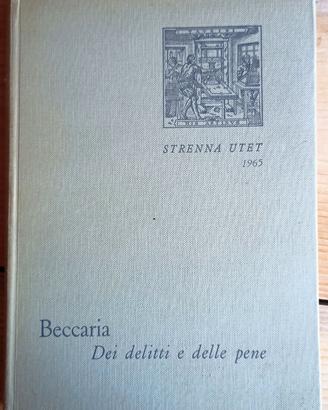 STRENNA UTET
1965
Beccaria
Dei delitti e delle pene